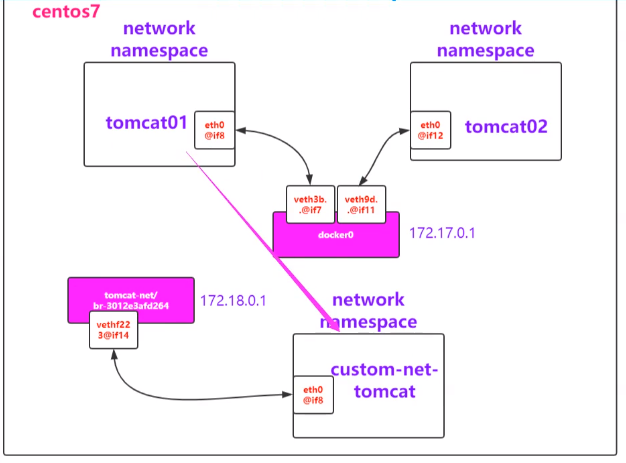 centos7
network
namespace
network
namespace
tomcat01
eth0
@if8
eth0
@if12
tomcat02
veth3b.
.@if7
veth9d.
.@if11
docker0
172.17.0.1
tomcat-net/
br-3012e3afd264
172.18.0.1
vethf22
3@if14
network
namespace
custom-net-
tomcat
eth0
@if8